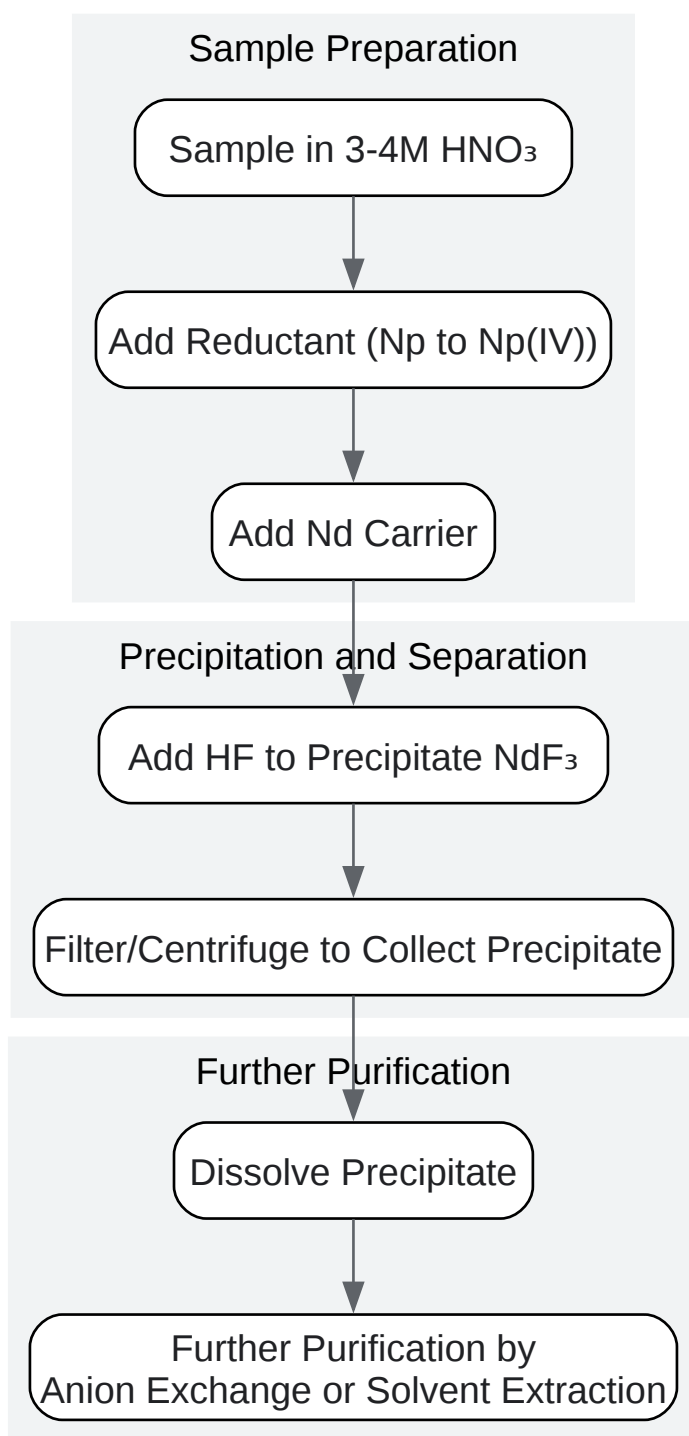 Sample Preparation
Sample in 3-4M HNO₃
Add Reductant (Np to Np(IV))
Add Nd Carrier
Precipitation and Separation
Add HF to Precipitate NdF₃
Filter/Centrifuge to Collect Precipitate
Further Purification
Dissolve Precipitate
Further Purification by
Anion Exchange or Solvent Extraction